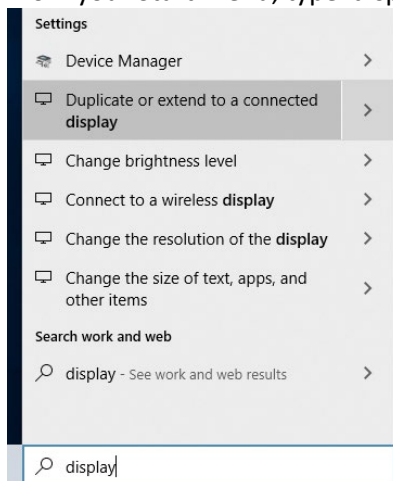 Settings
Device Manager
Duplicate or extend to a connected
display
Change brightness level
Connect to a wireless display
Change the resolution of the display
Change the size of text, apps, and
other items
Search work and web
display - See work and web results
display